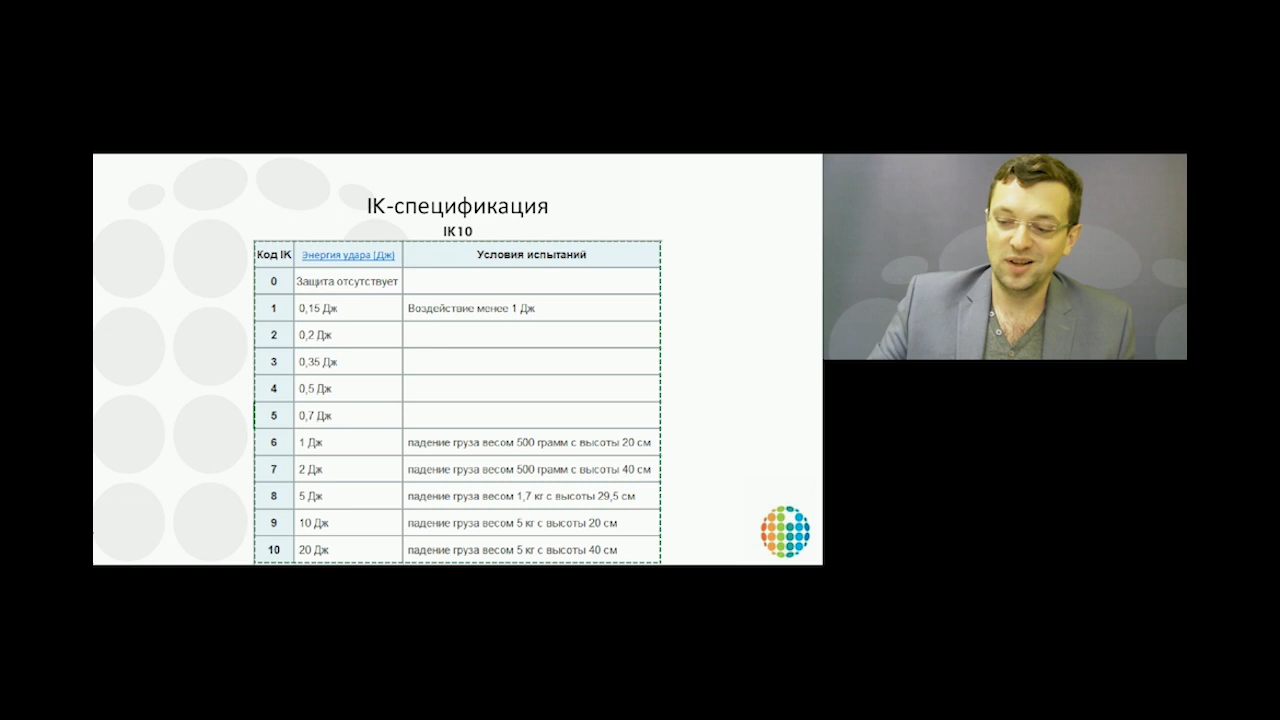 IK-спецификация
IK10
Код IK Энергия удара (Дж) Условия испытаний
0 Защита отсутствует
1 0,15 Дж Воздействие менее 1 Дж
2 0,2 Дж
3 0,35 Дж
4 0,5 Дж
5 0,7 Дж
6 1 Дж падение груза весом 500 грамм с высоты 20 см
7 2 Дж падение груза весом 500 грамм с высоты 40 см
8 5 Дж падение груза весом 1,7 кг с высоты 29,5 см
9 10 Дж падение груза весом 5 кг с высоты 20 см
10 20 Дж падение груза весом 5 кг с высоты 40 см